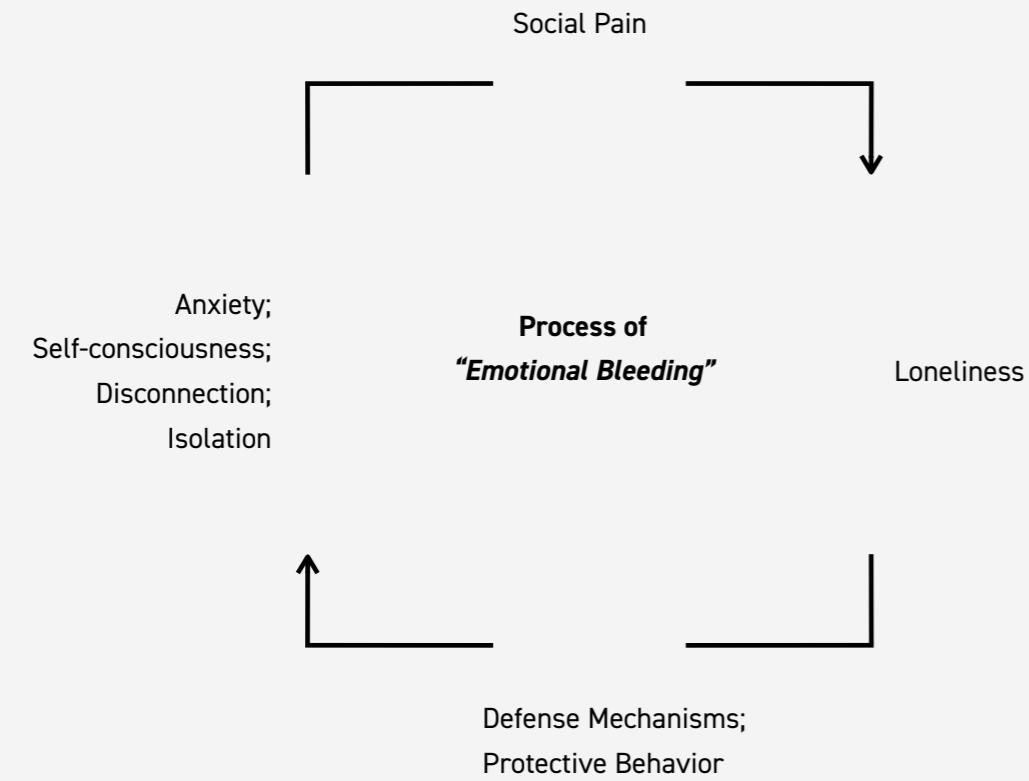 Social Pain
Anxiety;
Self-consciousness;
Disconnection;
Isolation
Process of
“Emotional Bleeding”
Loneliness
Defense Mechanisms;
Protective Behavior